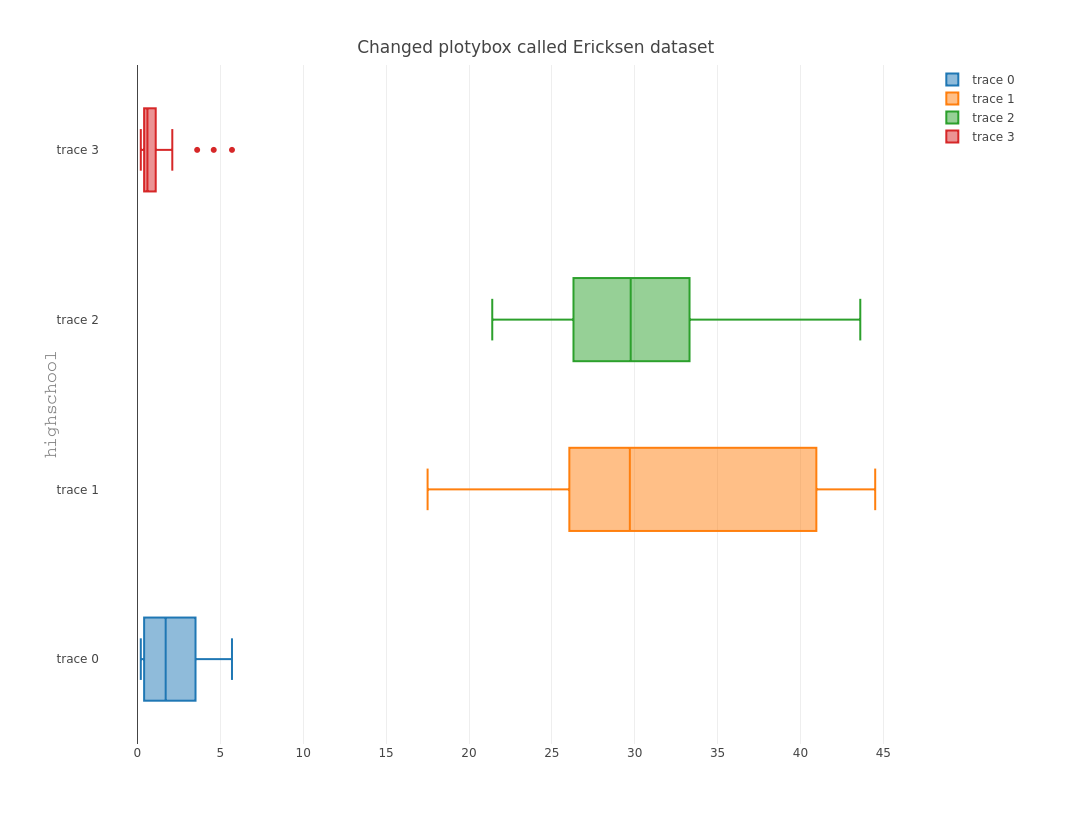 Changed plotybox called Ericksen dataset
trace 0
trace 1
trace 2
trace 3
trace 3
trace 2
trace 1
trace 0
highschool
0 5 10 15 20 25 30 35 40 45